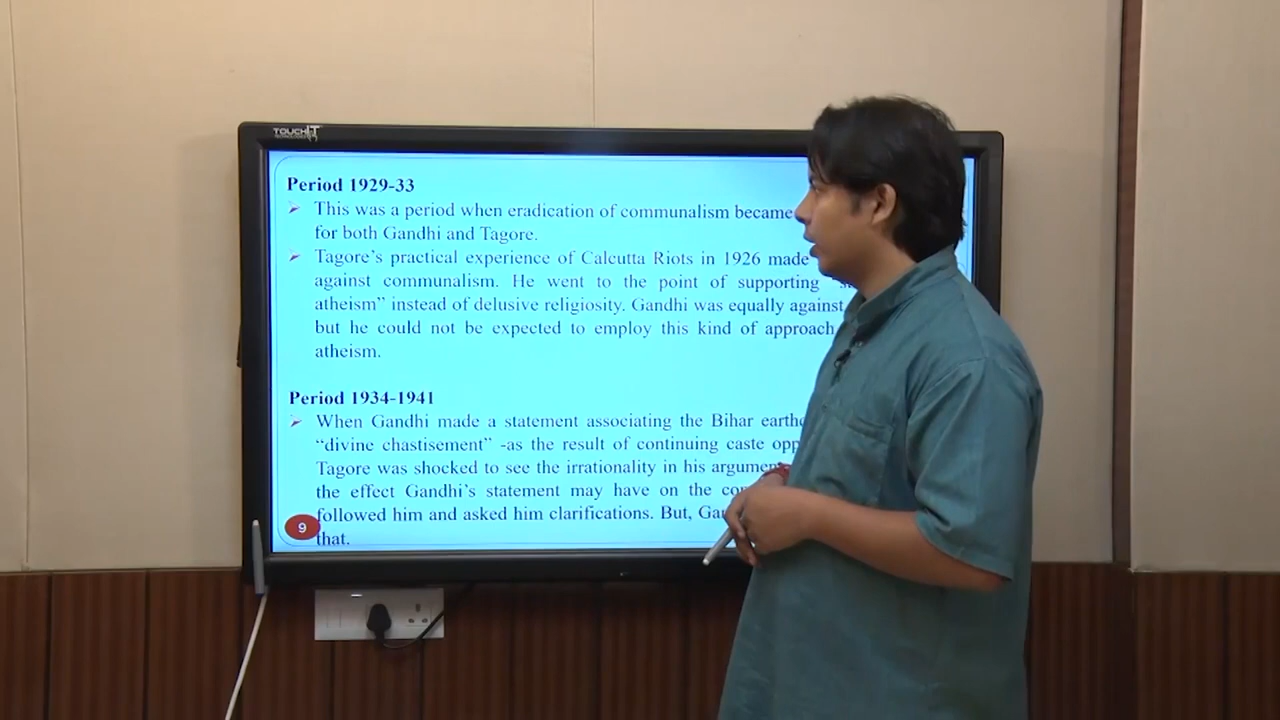 TOUCHIT
Period 1929-33
➢ This was a period when eradication of communalism became
for both Gandhi and Tagore.
➢ Tagore’s practical experience of Calcutta Riots in 1926 made
against communalism. He went to the point of supporting
atheism” instead of delusive religiosity. Gandhi was equally against
but he could not be expected to employ this kind of approach
atheism.
Period 1934-1941
➢ When Gandhi made a statement associating the Bihar
“divine chastisement” -as the result of continuing caste
Tagore was shocked to see the irrationality in his
the effect Gandhi’s statement may have on the
followed him and asked him clarifications. But,
9
that.